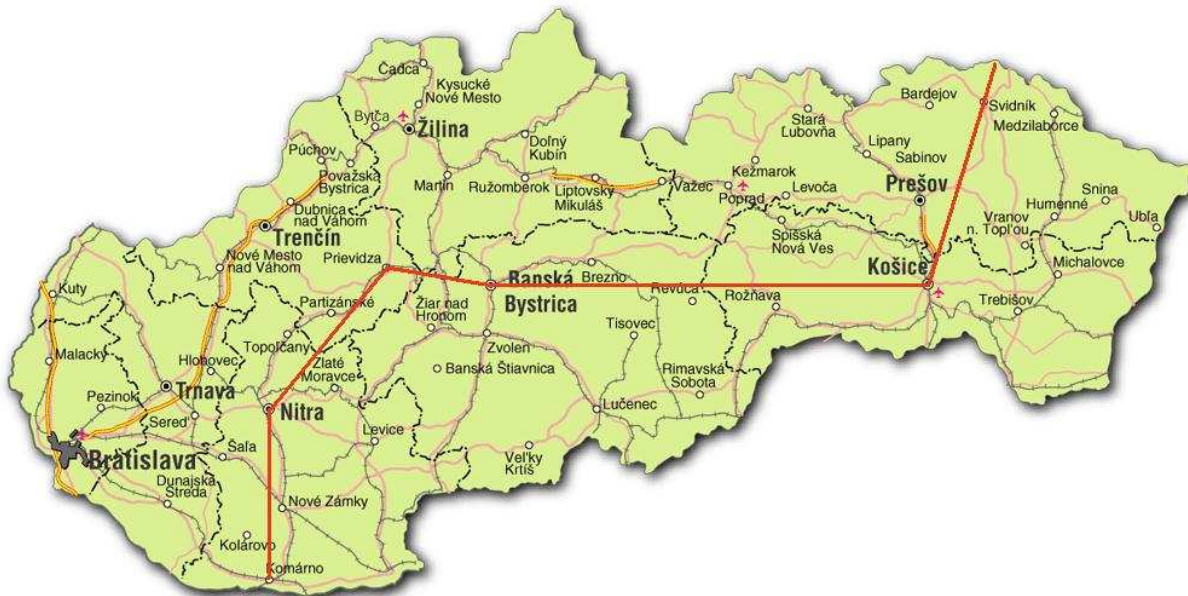 Čadca
Kysucké
Nové Mesto
Bytča
Žilina
Púchov
Považská
Bystrica
Martin
Dolný
Kubín
Ružomberok
Liptovský
Mikuláš
Važec
Poprad
Kežmarok
Stará
Ľubovňa
Levoča
Lipany
Sabinov
Bardejov
Svidník
Medzilaborce
Prešov
Snina
Humenné
Ubľa
Vranov
n. Topľou
Michalovce
Trebišov
Košice
Spišská
Nová Ves
Dubnica
nad Váhom
Trenčín
Nové Mesto
nad Váhom
Prievidza
Partizánske
Banská
Bystrica
Brezno
Revúca
Rožňava
Žiar nad
Hronom
Tisovec
Kuty
Malacky
Hlohovec
Topoľčany
Zlaté
Moravce
Zvolen
Banská Štiavnica
Rimavská
Sobota
Pezinok
Trnava
Sereď
Nitra
Lučenec
Bratislava
Šaľa
Levice
Veľky
Krtíš
Dunajská
Streda
Nové Zámky
Kolárovo
Komárno